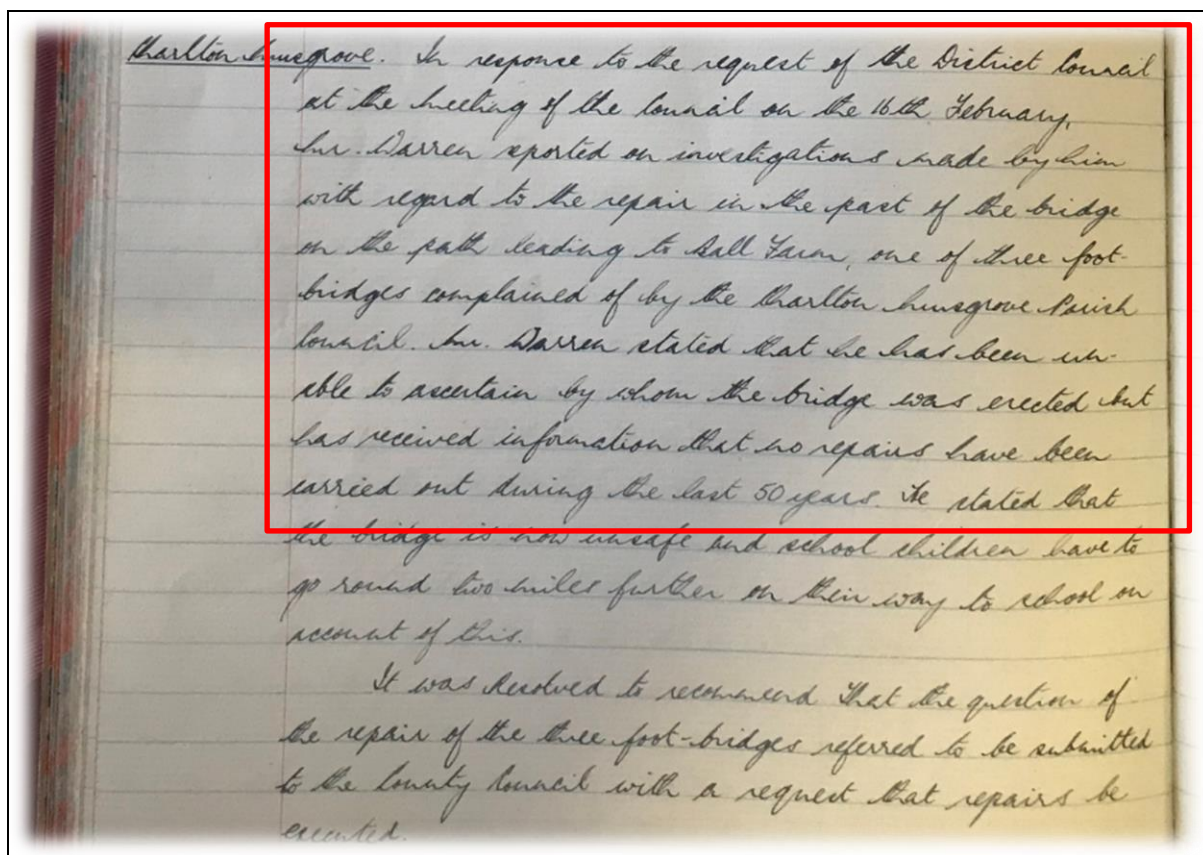 Charlton Musgrove. In response to the request of the District Council
at the meeting of the Council on the 16th February,
Mr. Darren eported on investigations made by him
with regard to the repair in the past of the bridge
on the path leading to Ball Farm, one of three foot-
bridges complained of by the Charlton Musgrove Parish
Council. Mr. Darren stated that he has been un-
able to ascertain by whom the bridge was erected but
has received information that no repairs have been
carried out during the last 50 years. He stated that
the bridge is now unsafe and school children have to
go round two miles further on their way to school on
account of this.
It was Resolved to recommend that the question of
the repair of the three foot-bridges referred to be submitted
to the County Council with a request that repairs be
executed.